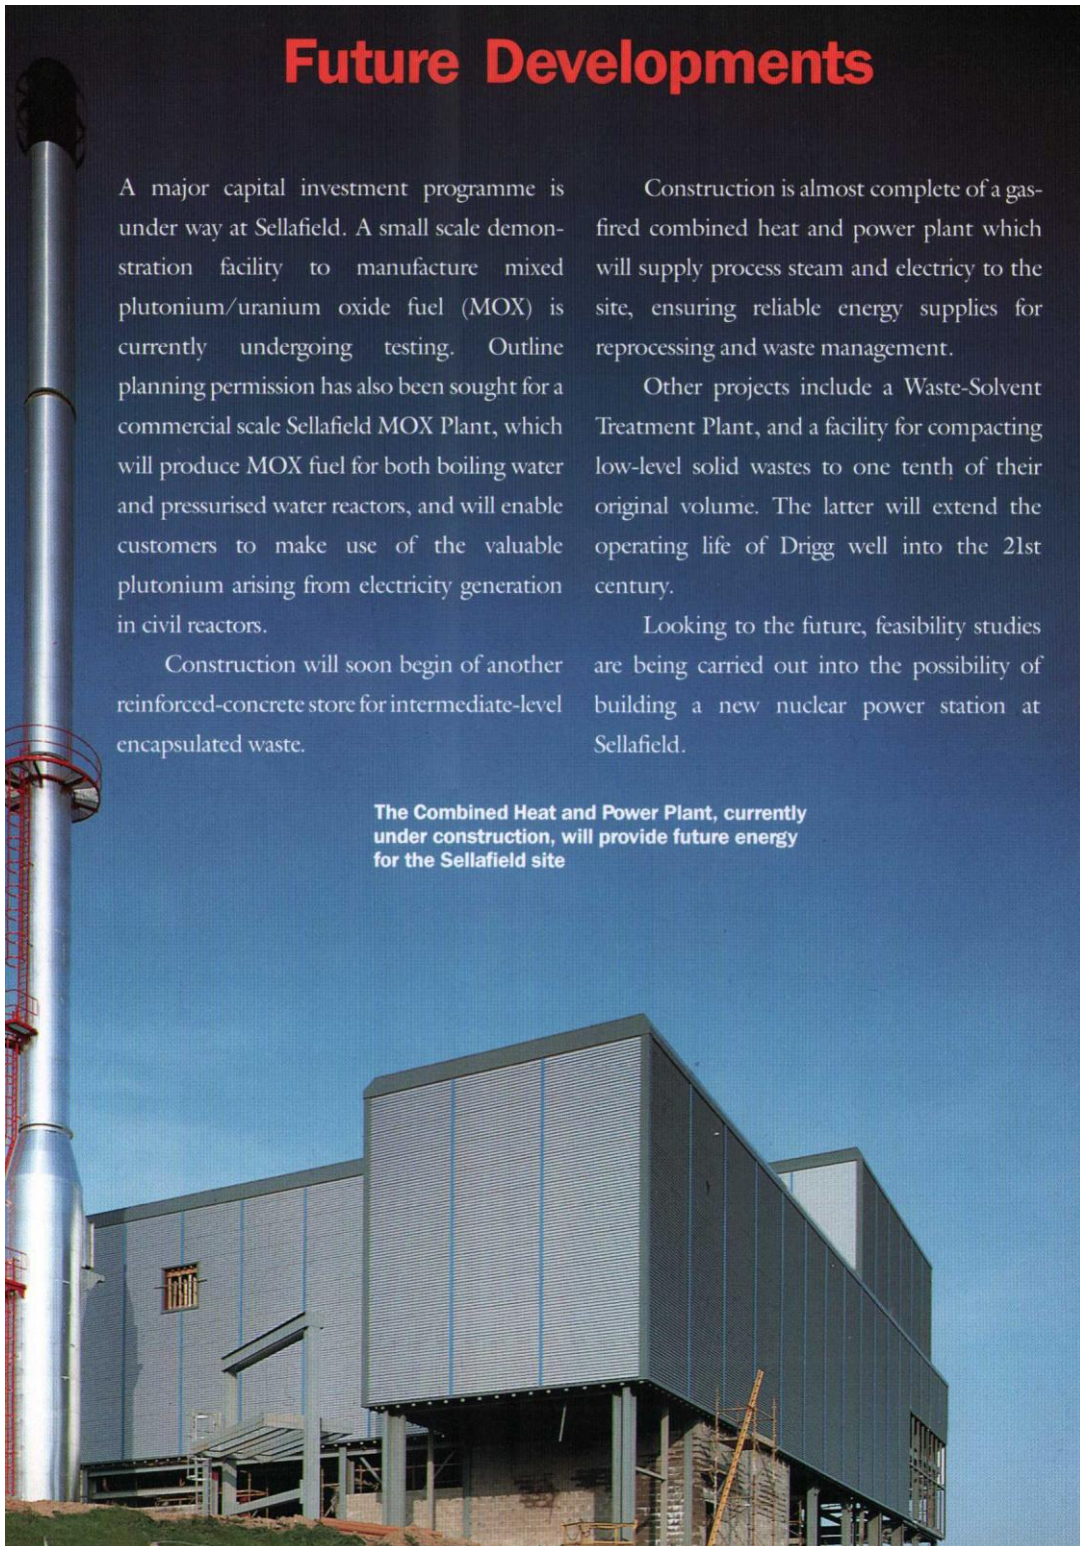 Future Developments
A major capital investment programme is
under way at Sellafield. A small scale demon-
stration facility to manufacture mixed
plutonium/uranium oxide fuel (MOX) is
currently undergoing testing. Outline
planning permission has also been sought for a
commercial scale Sellafield MOX Plant, which
will produce MOX fuel for both boiling water
and pressurised water reactors, and will enable
customers to make use of the valuable
plutonium arising from electricity generation
in civil reactors.
Construction will soon begin of another
reinforced-concrete store for intermediate-level
encapsulated waste.
Construction is almost complete of a gas-
fired combined heat and power plant which
will supply process steam and electricy to the
site, ensuring reliable energy supplies for
reprocessing and waste management.
Other projects include a Waste-Solvent
Treatment Plant, and a facility for compacting
low-level solid wastes to one tenth of their
original volume. The latter will extend the
operating life of Drigg well into the 21st
century.
Looking to the future, feasibility studies
are being carried out into the possibility of
building a new nuclear power station at
Sellafield.
The Combined Heat and Power Plant, currently
under construction, will provide future energy
for the Sellafield site